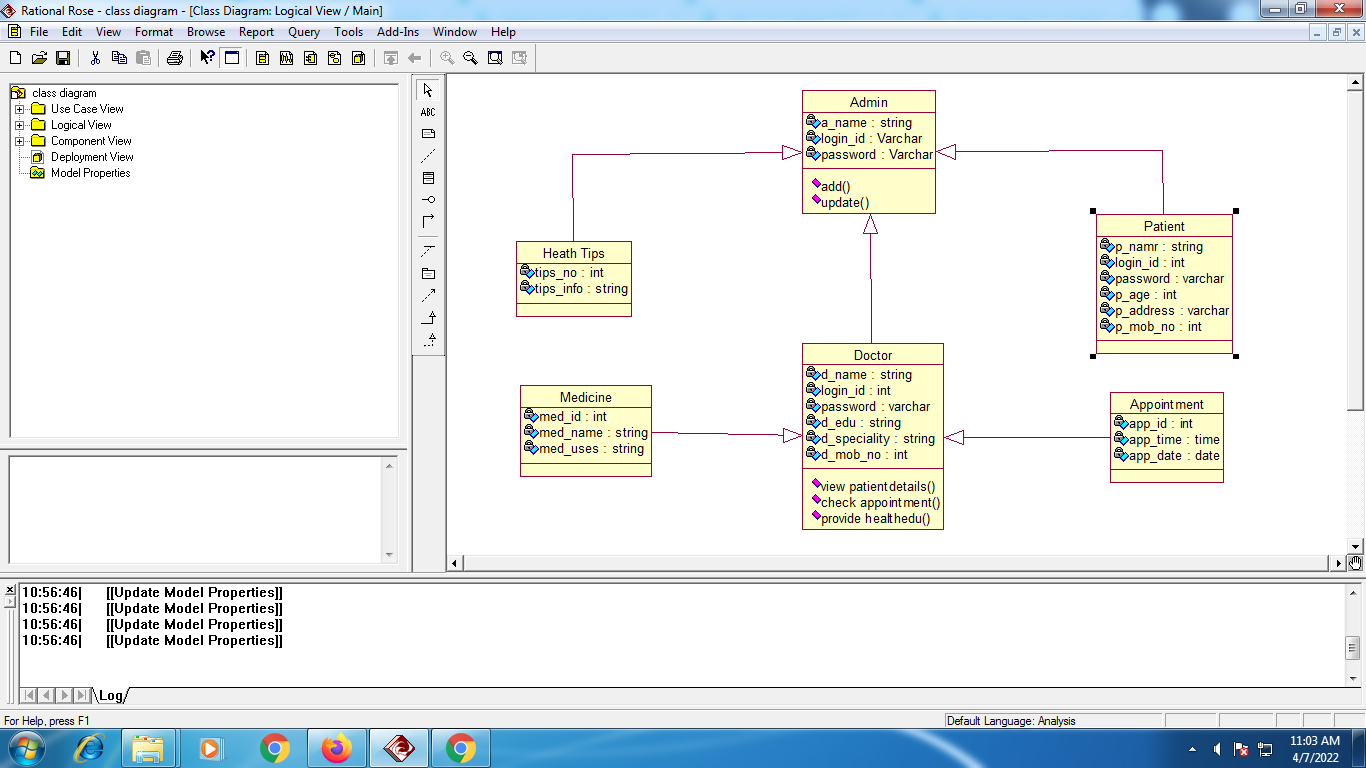 Rational Rose - class diagram - [Class Diagram: Logical View / Main]
File Edit View Format Browse Report Query Tools Add-Ins Window Help
class diagram
Use Case View
Logical View
Component View
Deployment View
Model Properties
ABC
Admin
a_name : string
login_id : Varchar
password : Varchar
add()
update()
Heath Tips
tips_no : int
tips_info : string
Patient
p_namr : string
login_id : int
password : varchar
p_age : int
p_address : varchar
p_mob_no : int
Doctor
d_name : string
login_id : int
password : varchar
d_edu : string
d_speciality : string
d_mob_no : int
view patientdetails()
check appointment()
provide healthedu()
Medicine
med_id : int
med_name : string
med_uses : string
Appointment
app_id : int
app_time : time
app_date : date
10:56:46| [[Update Model Properties]]
10:56:46| [[Update Model Properties]]
10:56:46| [[Update Model Properties]]
10:56:46| [[Update Model Properties]]
Log
For Help, press F1
Default Language: Analysis
11:03 AM
4/7/2022